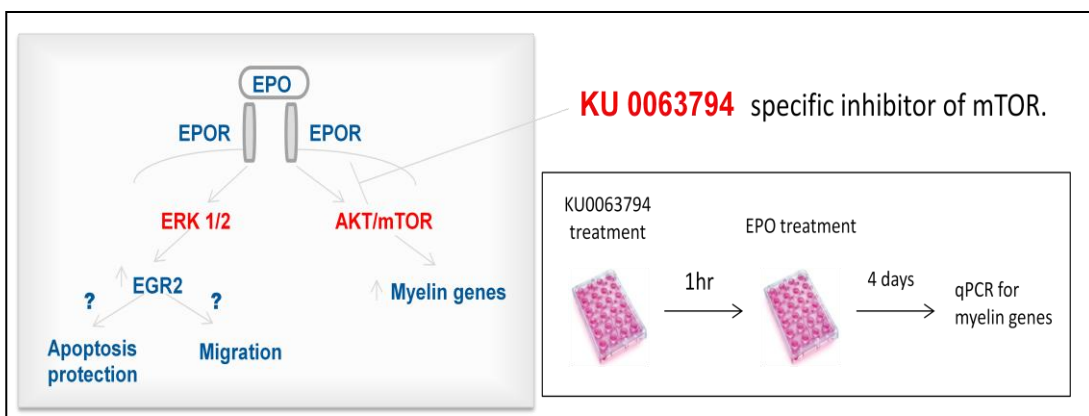 EPO
EPOR EPOR
KU 0063794 specific inhibitor of mTOR.
ERK 1/2 AKT/mTOR
EGR2
Myelin genes
? ?
Apoptosis
protection
Migration
KU0063794
treatment
EPO treatment
1hr
4 days
qPCR for
myelin genes